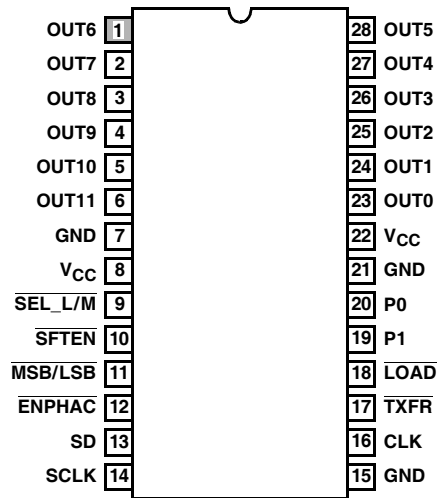 OUT6 1 28 OUT5
OUT7 2 27 OUT4
OUT8 3 26 OUT3
OUT9 4 25 OUT2
OUT10 5 24 OUT1
OUT11 6 23 OUT0
GND 7 22 VCC
VCC 8 21 GND
SEL_L/M 9 20 P0
SFTEN 10 19 P1
MSB/LSB 11 18 LOAD
ENPHAC 12 17 TXFR
SD 13 16 CLK
SCLK 14 15 GND